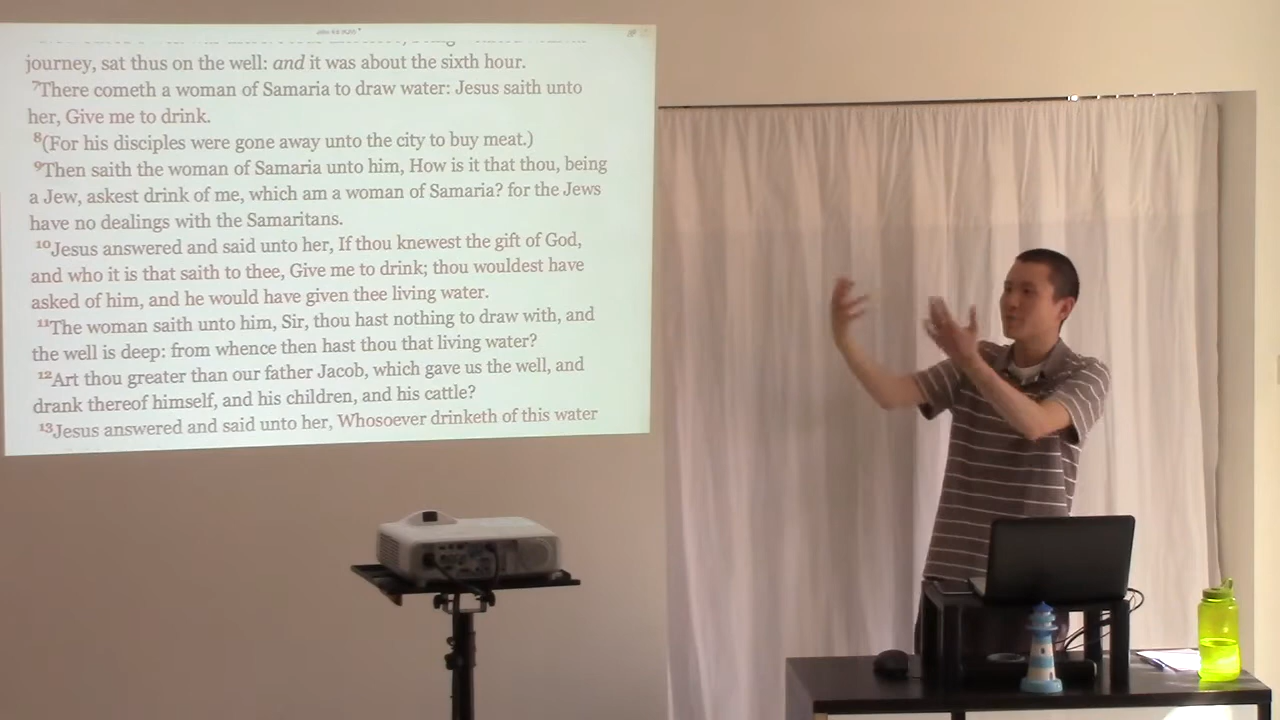 journey, sat thus on the well: and it was about the sixth hour.
7There cometh a woman of Samaria to draw water: Jesus saith unto
her, Give me to drink.
8(For his disciples were gone away unto the city to buy meat.)
9Then saith the woman of Samaria unto him, How is it that thou, being
a Jew, askest drink of me, which am a woman of Samaria? for the Jews
have no dealings with the Samaritans.
10Jesus answered and said unto her, If thou knewest the gift of God,
and who it is that saith to thee, Give me to drink; thou wouldest have
asked of him, and he would have given thee living water.
11The woman saith unto him, Sir, thou hast nothing to draw with, and
the well is deep: from whence then hast thou that living water?
12Art thou greater than our father Jacob, which gave us the well, and
drank thereof himself, and his children, and his cattle?
13Jesus answered and said unto her, Whosoever drinketh of this water